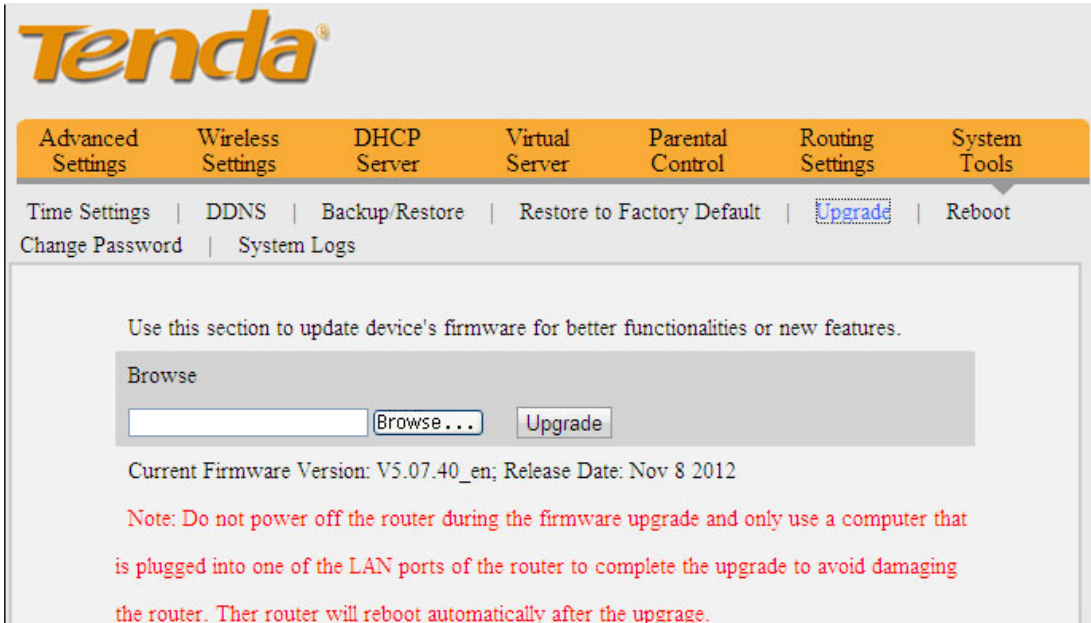 Tenda®
Advanced Settings
Wireless Settings
DHCP Server
Virtual Server
Parental Control
Routing Settings
System Tools
Time Settings | DDNS | Backup/Restore | Restore to Factory Default | Upgrade | Reboot
Change Password | System Logs
Use this section to update device's firmware for better functionalities or new features.
Browse
Browse... Upgrade
Current Firmware Version: V5.07.40_en; Release Date: Nov 8 2012
Note: Do not power off the router during the firmware upgrade and only use a computer that
is plugged into one of the LAN ports of the router to complete the upgrade to avoid damaging
the router. Ther router will reboot automatically after the upgrage.